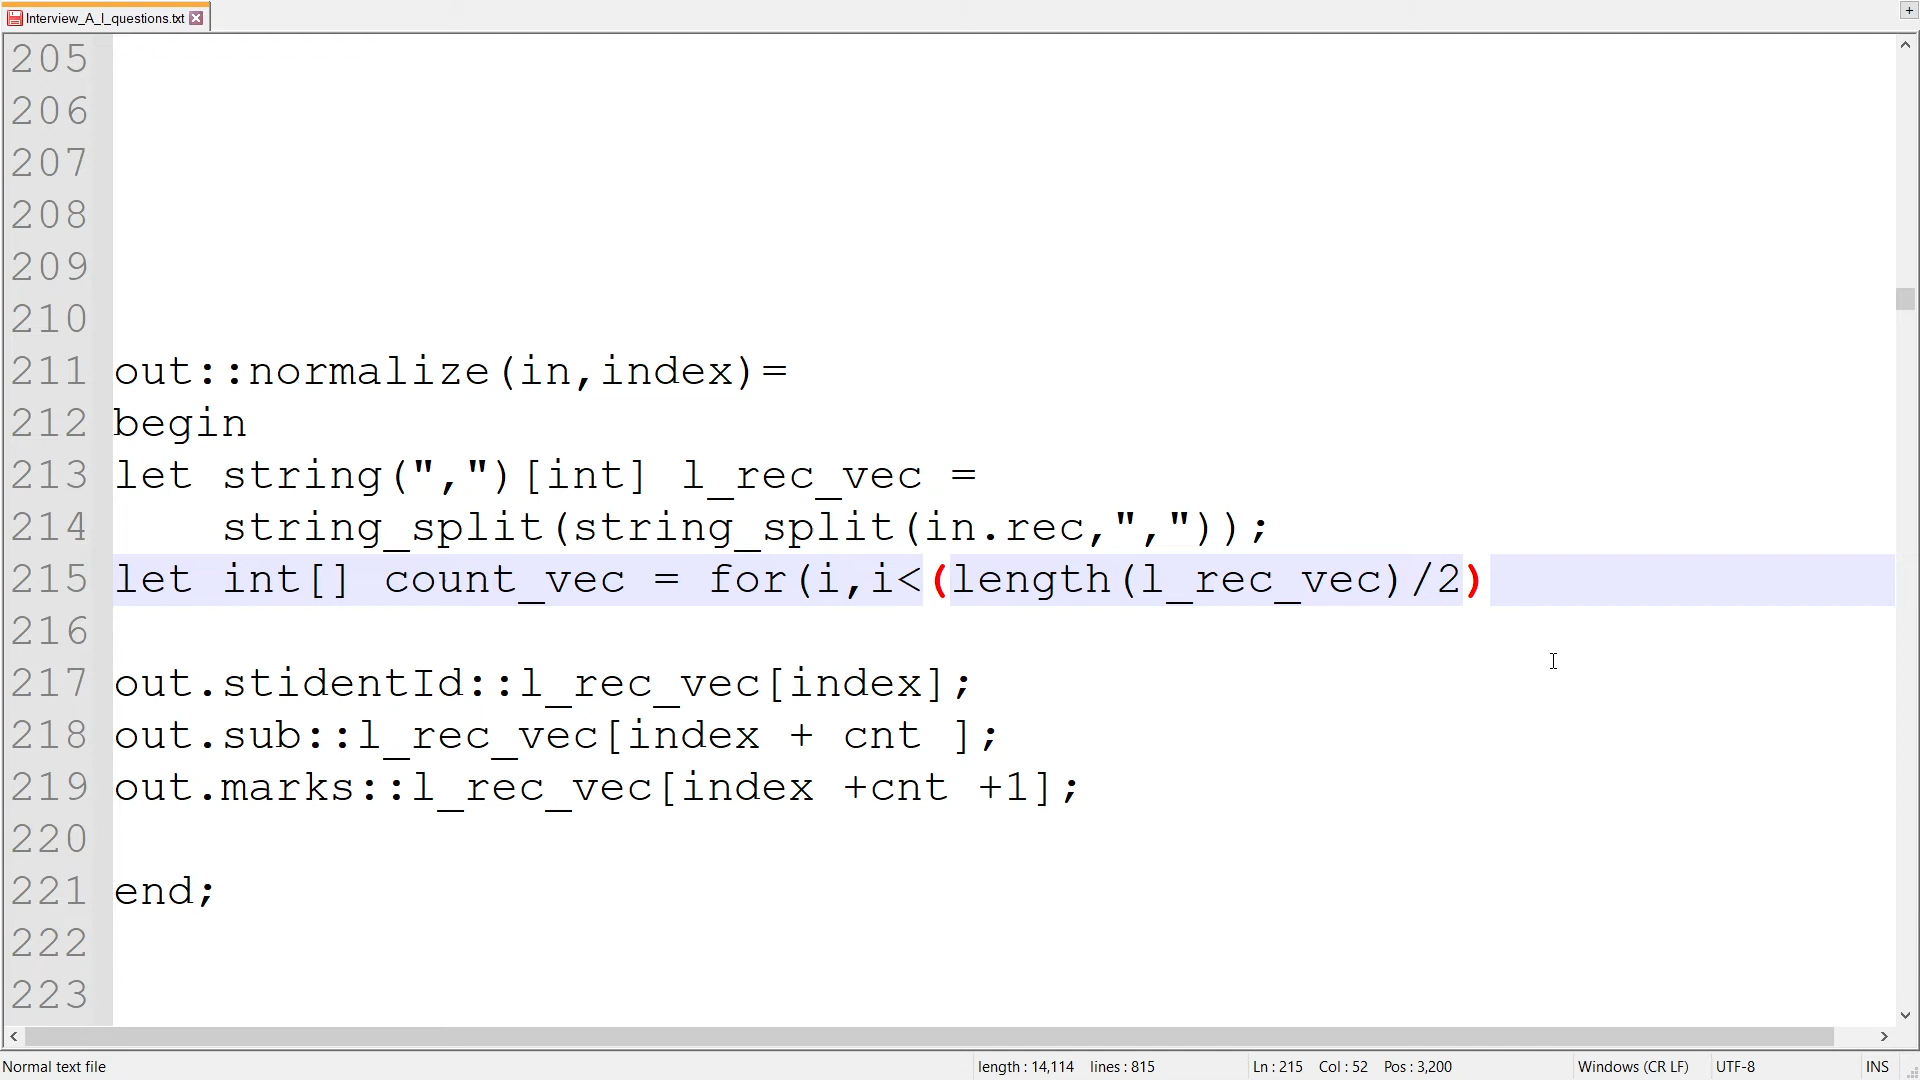 Interview_A_I_questions.txt
+
205
206
207
208
209
210
211 out::normalize(in,index)=
212 begin
213 let string(",")[int] l_rec_vec =
214     string_split(string_split(in.rec,","));
215 let int[] count_vec = for(i,i<(length(l_rec_vec)/2)
216
217 out.stidentId::l_rec_vec[index];
218 out.sub::l_rec_vec[index + cnt ];
219 out.marks::l_rec_vec[index +cnt +1];
220
221 end;
222
223
Normal text file length : 14,114 lines : 815 Ln : 215 Col : 52 Pos : 3,200 Windows (CR LF) UTF-8 INS